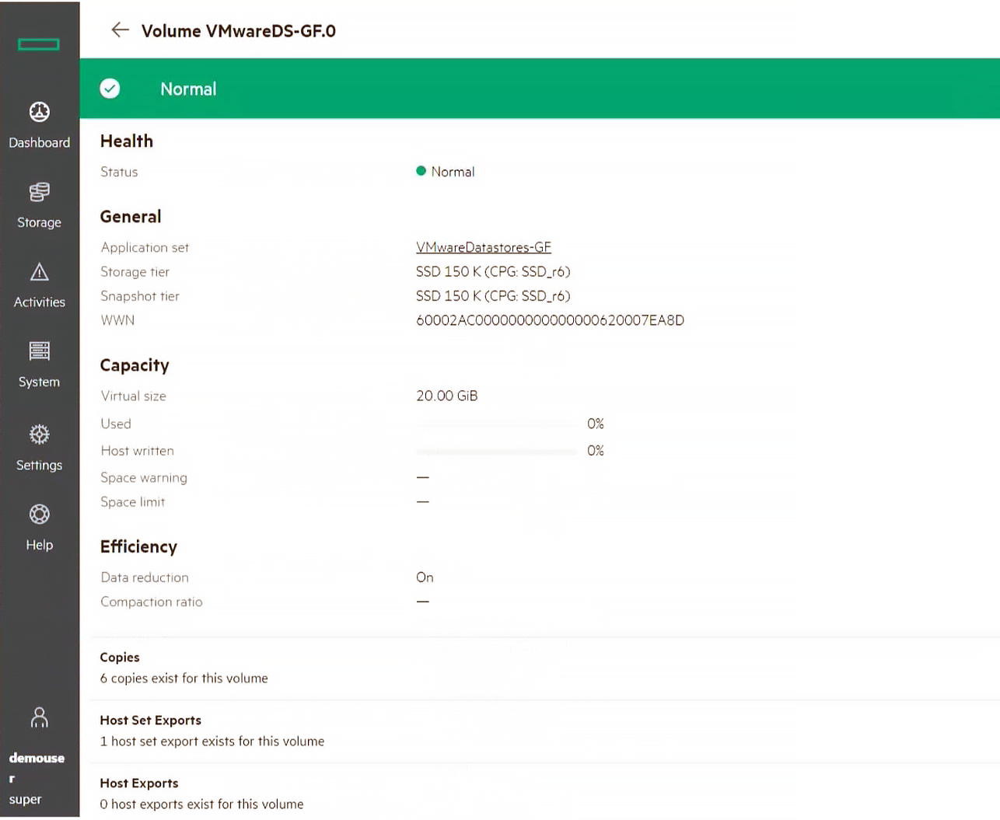 Volume VMwareDS-GF.0
Normal
Dashboard
Storage
Activities
System
Settings
Help
demouse
r
super
Health
Status Normal
General
Application set VMwareDatastores-GF
Storage tier SSD 150 K (CPG: SSD_r6)
Snapshot tier SSD 150 K (CPG: SSD_r6)
WWN 60002AC000000000000000620007EA8D
Capacity
Virtual size 20.00 GiB
Used 0%
Host written 0%
Space warning —
Space limit —
Efficiency
Data reduction On
Compaction ratio —
Copies
6 copies exist for this volume
Host Set Exports
1 host set export exists for this volume
Host Exports
0 host exports exist for this volume